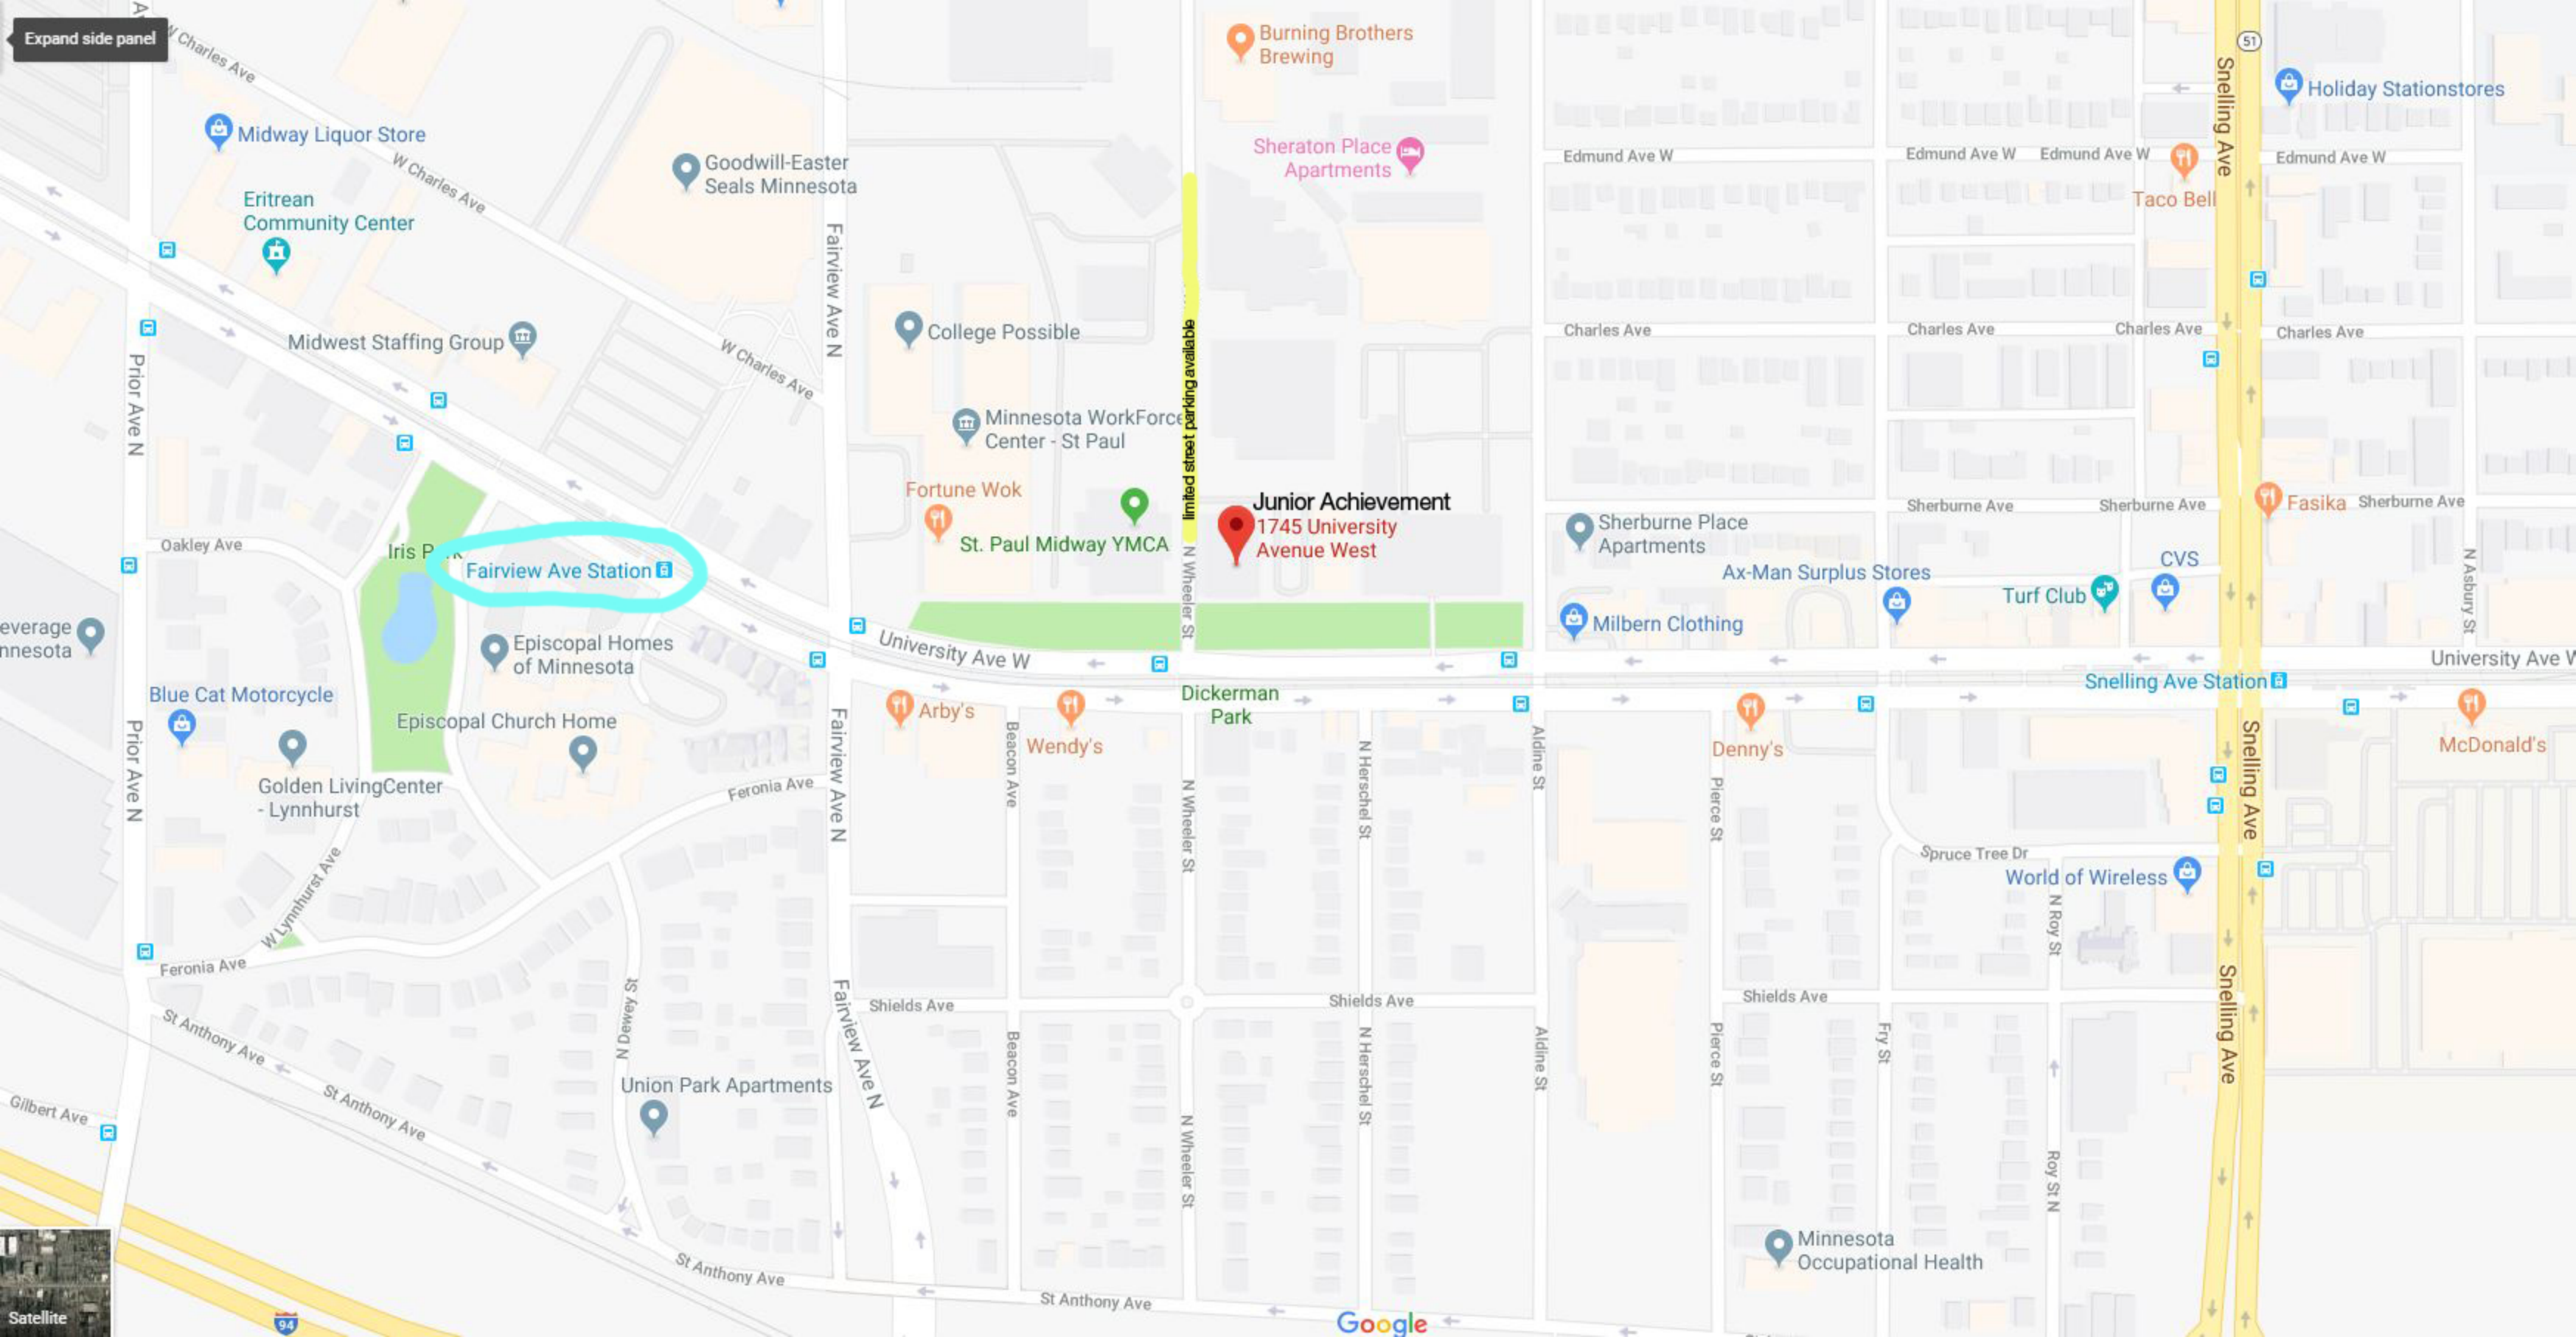 Expand side panel
W Charles Ave
Burning Brothers
Brewing
51
Snelling Ave
Holiday Stationstores
Midway Liquor Store
Goodwill-Easter
Seals Minnesota
W Charles Ave
Sheraton Place
Apartments
Edmund Ave W
Edmund Ave W
Edmund Ave W
Edmund Ave W
Taco Bell
Eritrean
Community Center
Fairview Ave N
Midwest Staffing Group
College Possible
W Charles Ave
Charles Ave
Charles Ave
Charles Ave
Charles Ave
limited street parking available
Prior Ave N
Minnesota WorkForce
Center - St Paul
Fortune Wok
St. Paul Midway YMCA
Junior Achievement
1745 University
Avenue West
Sherburne Place
Apartments
Sherburne Ave
Sherburne Ave
Fasika
Sherburne Ave
Oakley Ave
Iris P rk
Fairview Ave Station
N Wheeler St
Ax-Man Surplus Stores
CVS
Turf Club
N Asbury St
Milbern Clothing
everage
nnesota
Episcopal Homes
of Minnesota
University Ave W
University Ave W
Snelling Ave Station
Blue Cat Motorcycle
Episcopal Church Home
Arby's
Wendy's
Dickerman
Park
Denny's
McDonald's
Prior Ave N
Golden LivingCenter
- Lynnhurst
Feronia Ave
Fairview Ave N
Beacon Ave
N Wheeler St
N Herschel St
Aldine St
Pierce St
Snelling Ave
Spruce Tree Dr
World of Wireless
W Lynnhurst Ave
N Roy St
Feronia Ave
Shields Ave
Shields Ave
Shields Ave
St Anthony Ave
N Dewey St
Fairview Ave N
Beacon Ave
N Herschel St
Aldine St
Pierce St
Fry St
Snelling Ave
Gilbert Ave
St Anthony Ave
Union Park Apartments
N Wheeler St
Roy St N
Minnesota
Occupational Health
St Anthony Ave
St Anthony Ave
Satellite
94
Google